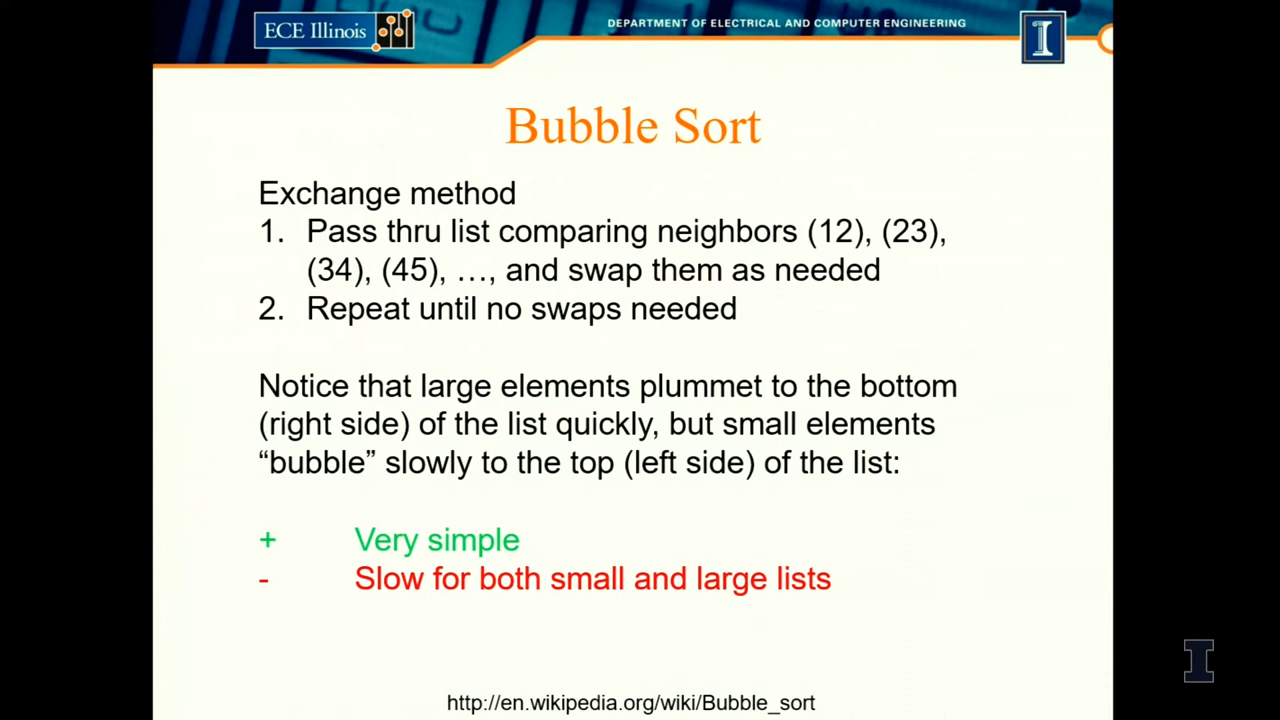 ECE Illinois
DEPARTMENT OF ELECTRICAL AND COMPUTER ENGINEERING
I
Bubble Sort
Exchange method
1. Pass thru list comparing neighbors (12), (23),
(34), (45), …, and swap them as needed
2. Repeat until no swaps needed
Notice that large elements plummet to the bottom
(right side) of the list quickly, but small elements
“bubble” slowly to the top (left side) of the list:
+ Very simple
- Slow for both small and large lists
I
http://en.wikipedia.org/wiki/Bubble_sort